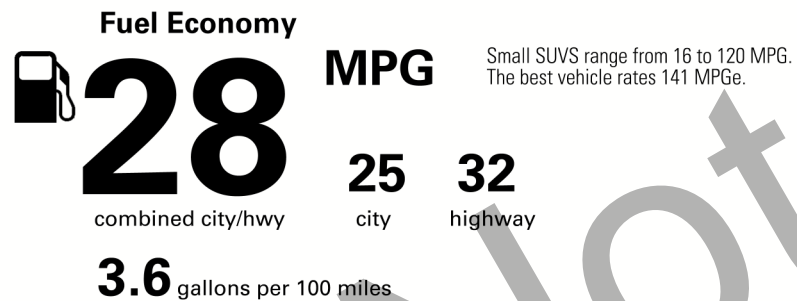 Fuel Economy
28 MPG
Small SUVS range from 16 to 120 MPG.
The best vehicle rates 141 MPGe.
combined city/hwy
25 city
32 highway
3.6 gallons per 100 miles